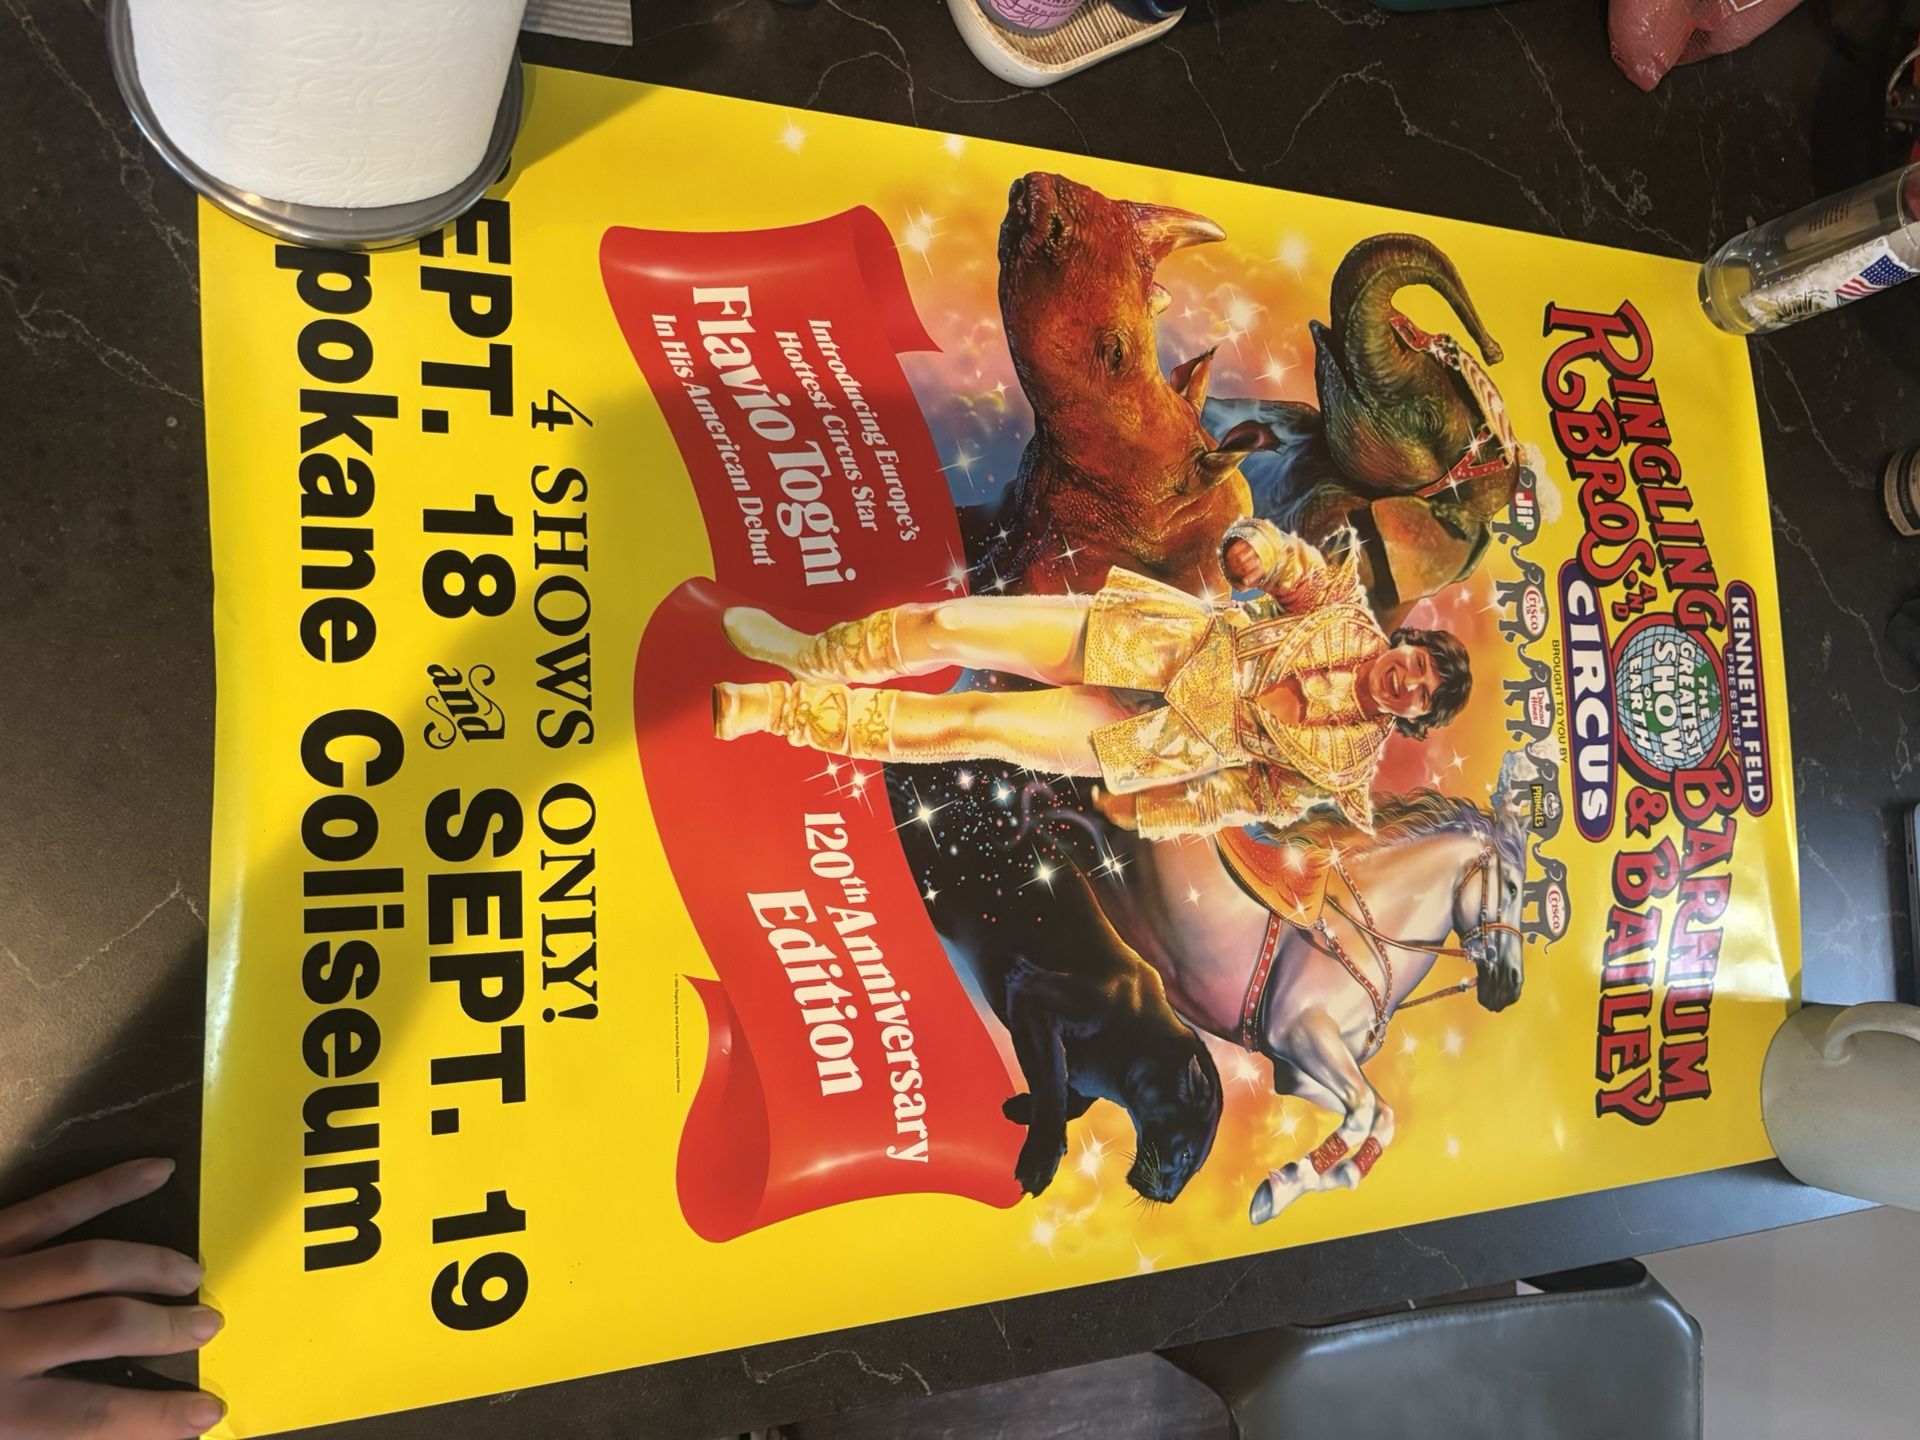 KENNETH FELD
PRESENTS
RINGLING BARNUM
BROS. AND & BAILEY
THE
GREATEST
SHOW
ON
EARTH
CIRCUS
BROUGHT TO YOU BY
Jif
Crisco
Duncan
Hines
PRINGLES
Crisco
Introducing Europe's
Hottest Circus Star
Flavio Togni
In His American Debut
120th Anniversary
Edition
4 SHOWS ONLY!
EPT. 18 and SEPT. 19
pokane Coliseum